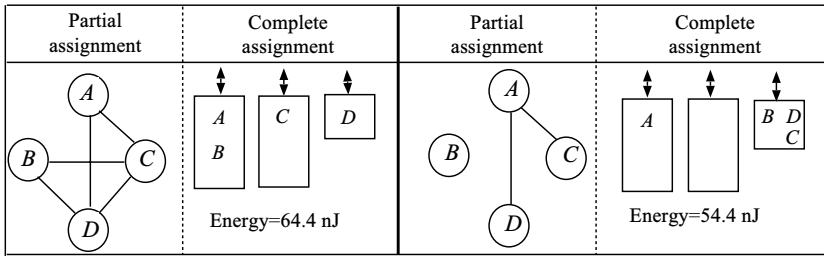 Partial assignment
Complete assignment
Partial assignment
Complete assignment
A
B
C
D
A
B
C
D
Energy=64.4 nJ
A
B
C
D
A
B D
C
Energy=54.4 nJ